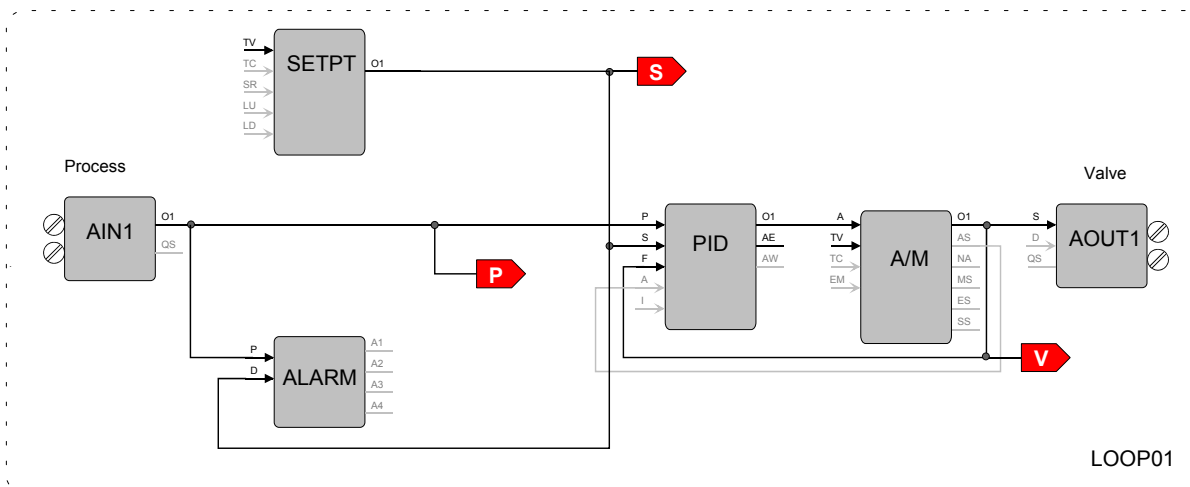 TV
TC
SR
LU
LD
SETPT
O1
S
Process
AIN1
O1
QS
P
P
D
ALARM
A1
A2
A3
A4
P
S
F
A
I
PID
O1
AE
AW
A
TV
TC
EM
A/M
O1
AS
NA
MS
ES
SS
V
Valve
S
D
QS
AOUT1
LOOP01